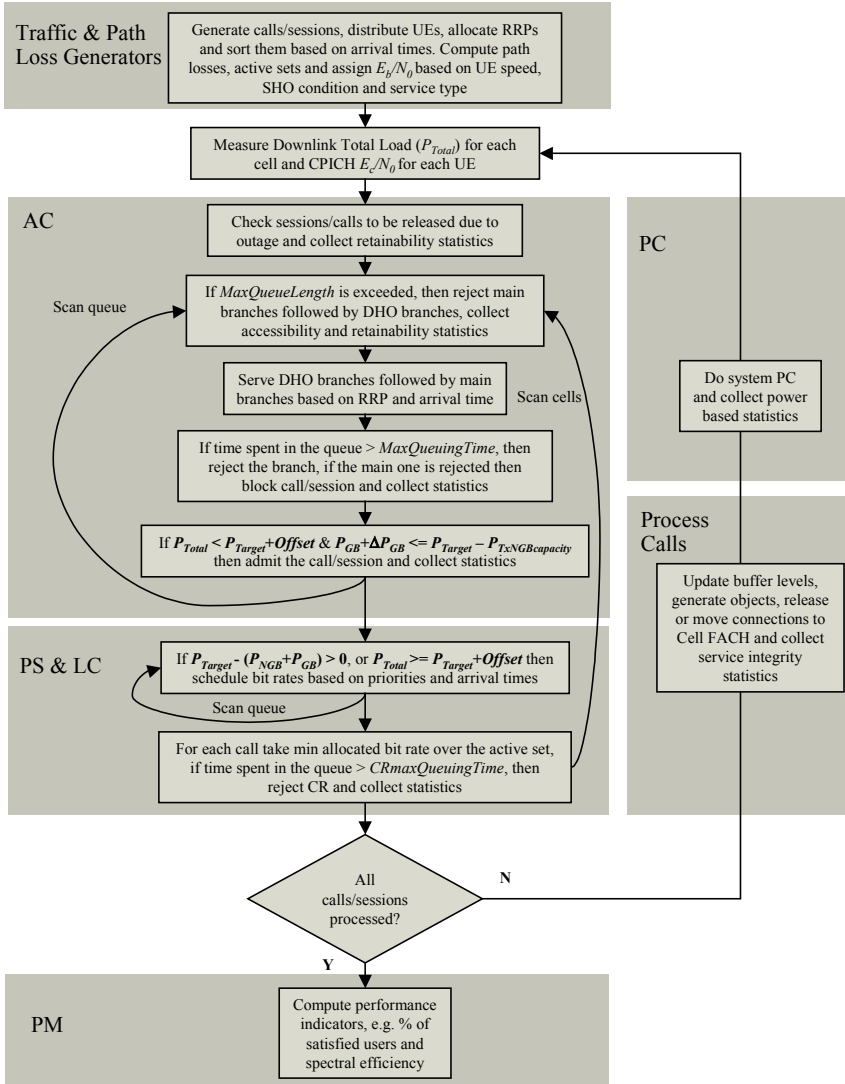 Traffic & Path
Loss Generators
Generate calls/sessions, distribute UEs, allocate RRPs
and sort them based on arrival times. Compute path
losses, active sets and assign Eb/N0 based on UE speed,
SHO condition and service type
Measure Downlink Total Load (PTotal) for each
cell and CPICH Ec/N0 for each UE
AC
Check sessions/calls to be released due to
outage and collect retainability statistics
Scan queue
If MaxQueueLength is exceeded, then reject main
branches followed by DHO branches, collect
accessibility and retainability statistics
Serve DHO branches followed by main
branches based on RRP and arrival time
Scan cells
If time spent in the queue > MaxQueuingTime, then
reject the branch, if the main one is rejected then
block call/session and collect statistics
If PTotal < PTarget+Offset & PGB+ΔPGB <= PTarget – PTxNGBcapacity
then admit the call/session and collect statistics
PS & LC
If PTarget - (PNGB+PGB) > 0, or PTotal >= PTarget+Offset then
schedule bit rates based on priorities and arrival times
Scan queue
For each call take min allocated bit rate over the active set,
if time spent in the queue > CRmaxQueuingTime, then
reject CR and collect statistics
All
calls/sessions
processed?
N
Y
PC
Do system PC
and collect power
based statistics
Process
Calls
Update buffer levels,
generate objects, release
or move connections to
Cell FACH and collect
service integrity
statistics
PM
Compute performance
indicators, e.g. % of
satisfied users and
spectral efficiency